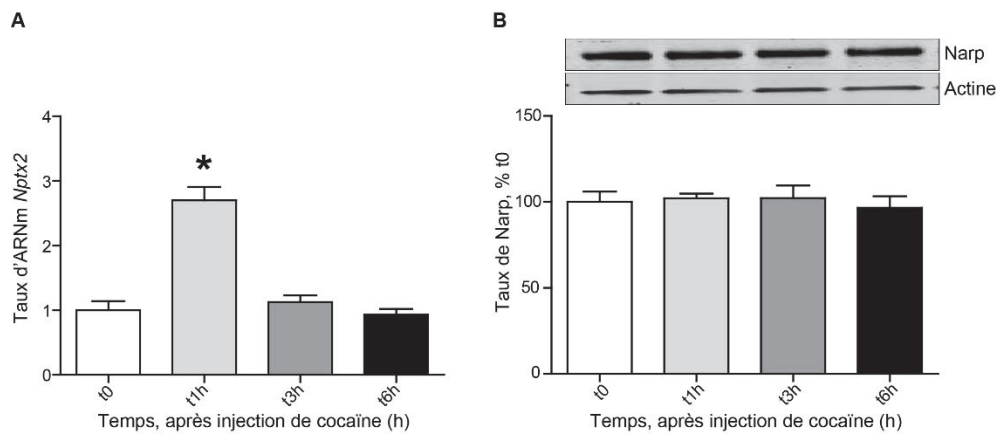 A
Taux d'ARNm Nptx2
4
3
2
1
0
*
t0
t1h
t3h
t6h
Temps, après injection de cocaïne (h)
B
Narp
Actine
Taux de Narp, % t0
150
100
50
0
t0
t1h
t3h
t6h
Temps, après injection de cocaïne (h)